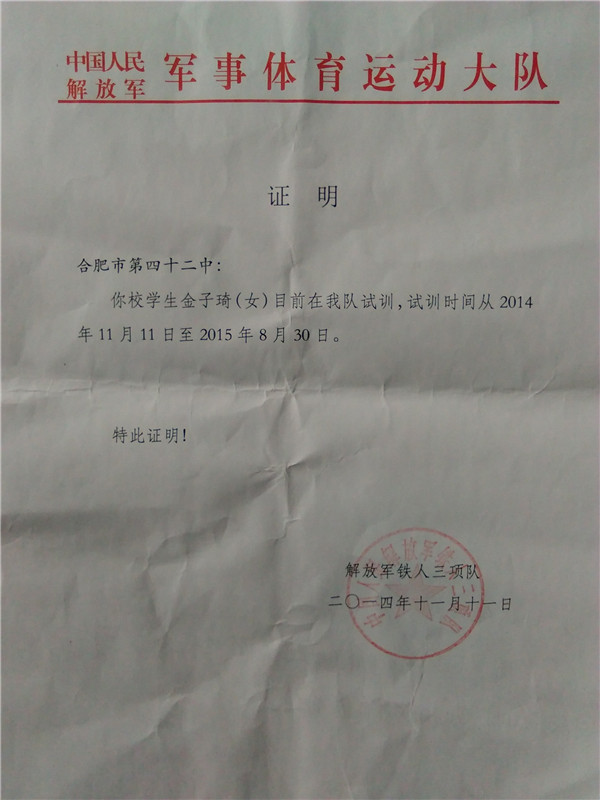 中国人民解放军 军事体育运动大队
证 明
合肥市第四十二中:
你校学生金子琦(女)目前在我队试训,试训时间从2014
年11月11日至2015年8月30日。
特此证明!
解放军铁人三项队
二〇一四年十一月十一日